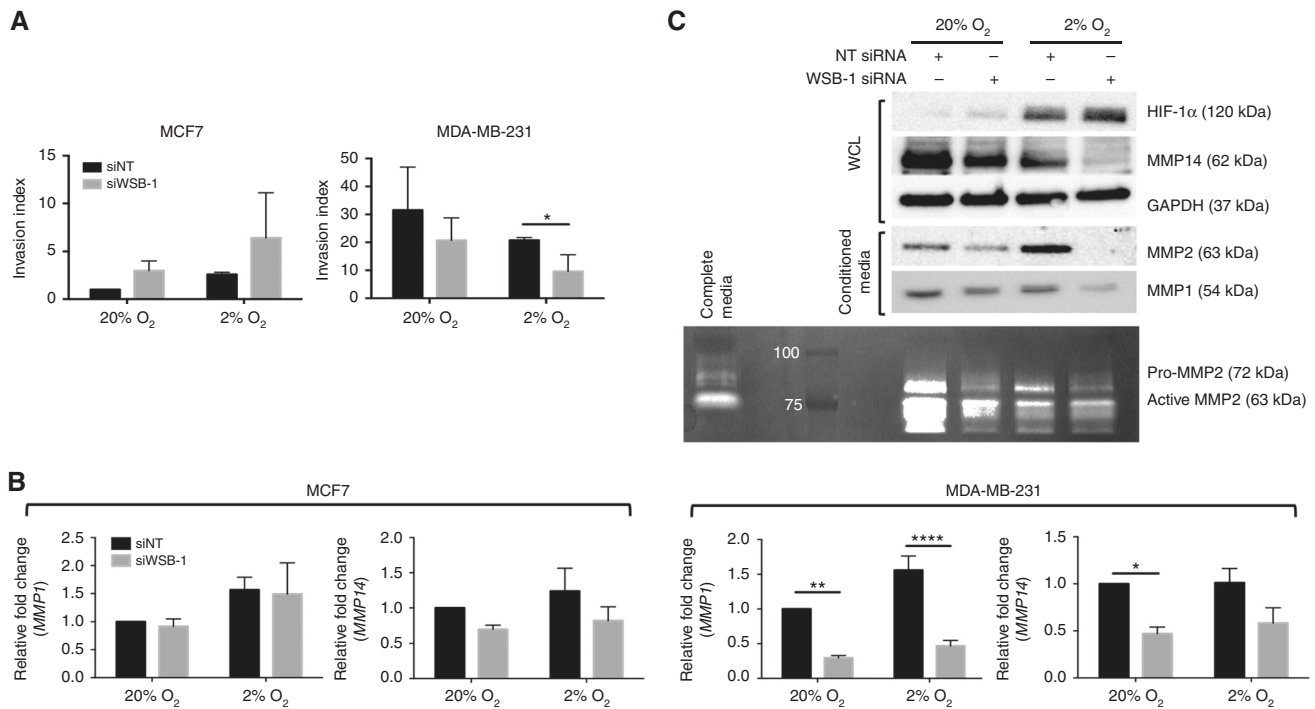 A
MCF7
Invasion index
15
10
5
0
siNT
siWSB-1
20% O₂
2% O₂
MDA-MB-231
Invasion index
50
40
30
20
10
0
*
20% O₂
2% O₂
C
20% O₂
2% O₂
NT siRNA + – + –
WSB-1 siRNA – + – +
WCL
HIF-1α (120 kDa)
MMP14 (62 kDa)
GAPDH (37 kDa)
Conditioned media
MMP2 (63 kDa)
MMP1 (54 kDa)
Complete media
100
75
Pro-MMP2 (72 kDa)
Active MMP2 (63 kDa)
B
MCF7
Relative fold change
(MMP1)
2.5
2.0
1.5
1.0
0.5
0.0
siNT
siWSB-1
20% O₂
2% O₂
Relative fold change
(MMP14)
2.0
1.5
1.0
0.5
0.0
20% O₂
2% O₂
MDA-MB-231
Relative fold change
(MMP1)
2.0
1.5
1.0
0.5
0.0
**
****
20% O₂
2% O₂
Relative fold change
(MMP14)
1.5
1.0
0.5
0.0
*
20% O₂
2% O₂